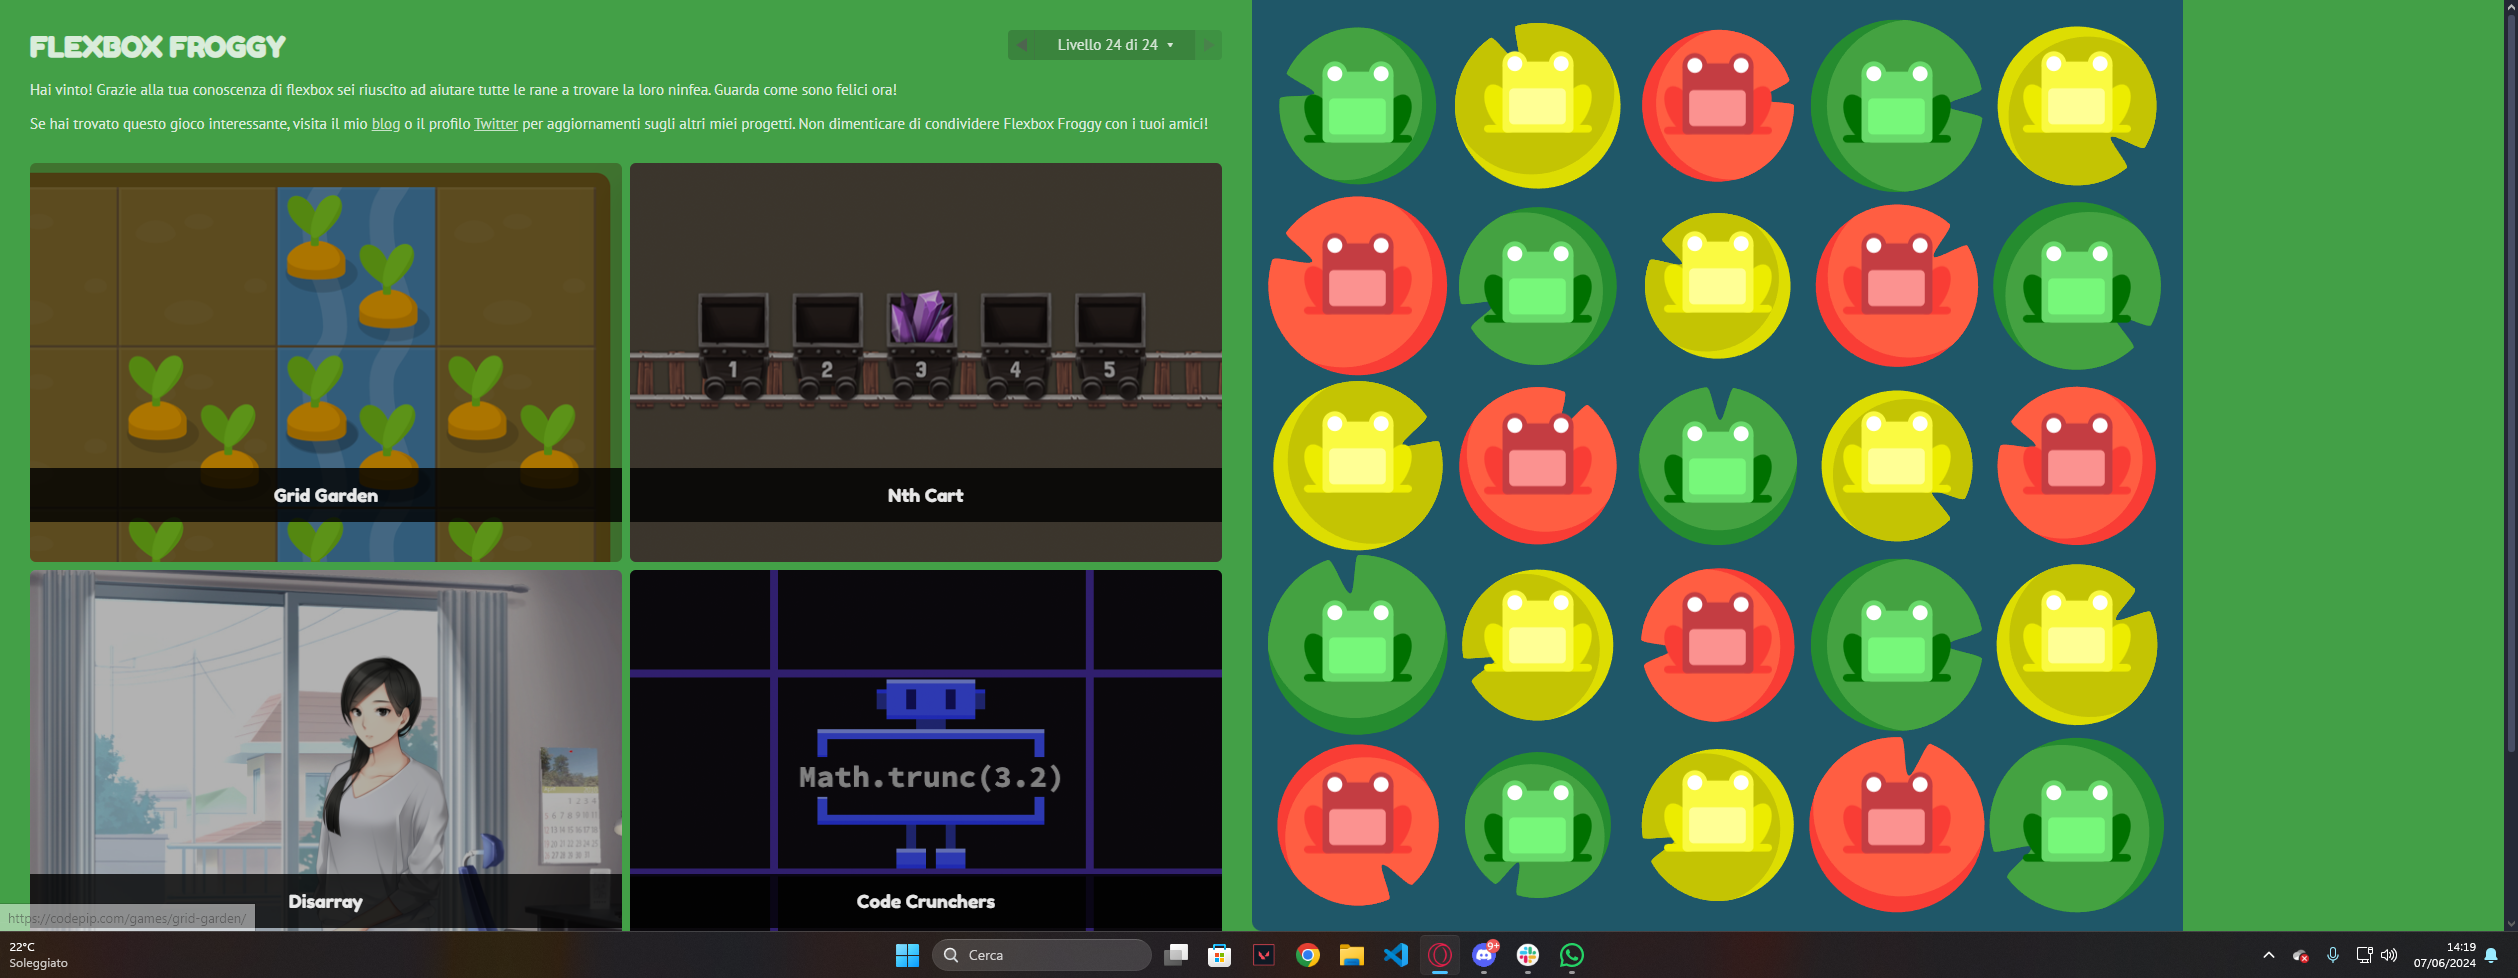 FLEXBOX FROGGY
Livello 24 di 24
Hai vinto! Grazie alla tua conoscenza di flexbox sei riuscito ad aiutare tutte le rane a trovare la loro ninfea. Guarda come sono felici ora!
Se hai trovato questo gioco interessante, visita il mio blog o il profilo Twitter per aggiornamenti sugli altri miei progetti. Non dimenticare di condividere Flexbox Froggy con i tuoi amici!
1 2 3 4 5
Grid Garden
Nth Cart
Math.trunc(3.2)
Disarray
Code Crunchers
https://codepip.com/games/grid-garden/
22°C
Soleggiato
Cerca
9+
14:19
07/06/2024